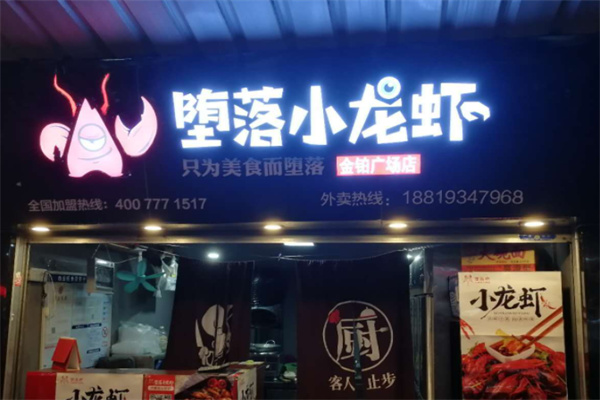 堕落小龙虾
只为美食而堕落 金铂广场店
全国加盟热线：400 777 1517
外卖热线：18819347968
厨
客人止步
小龙虾
小龙虾